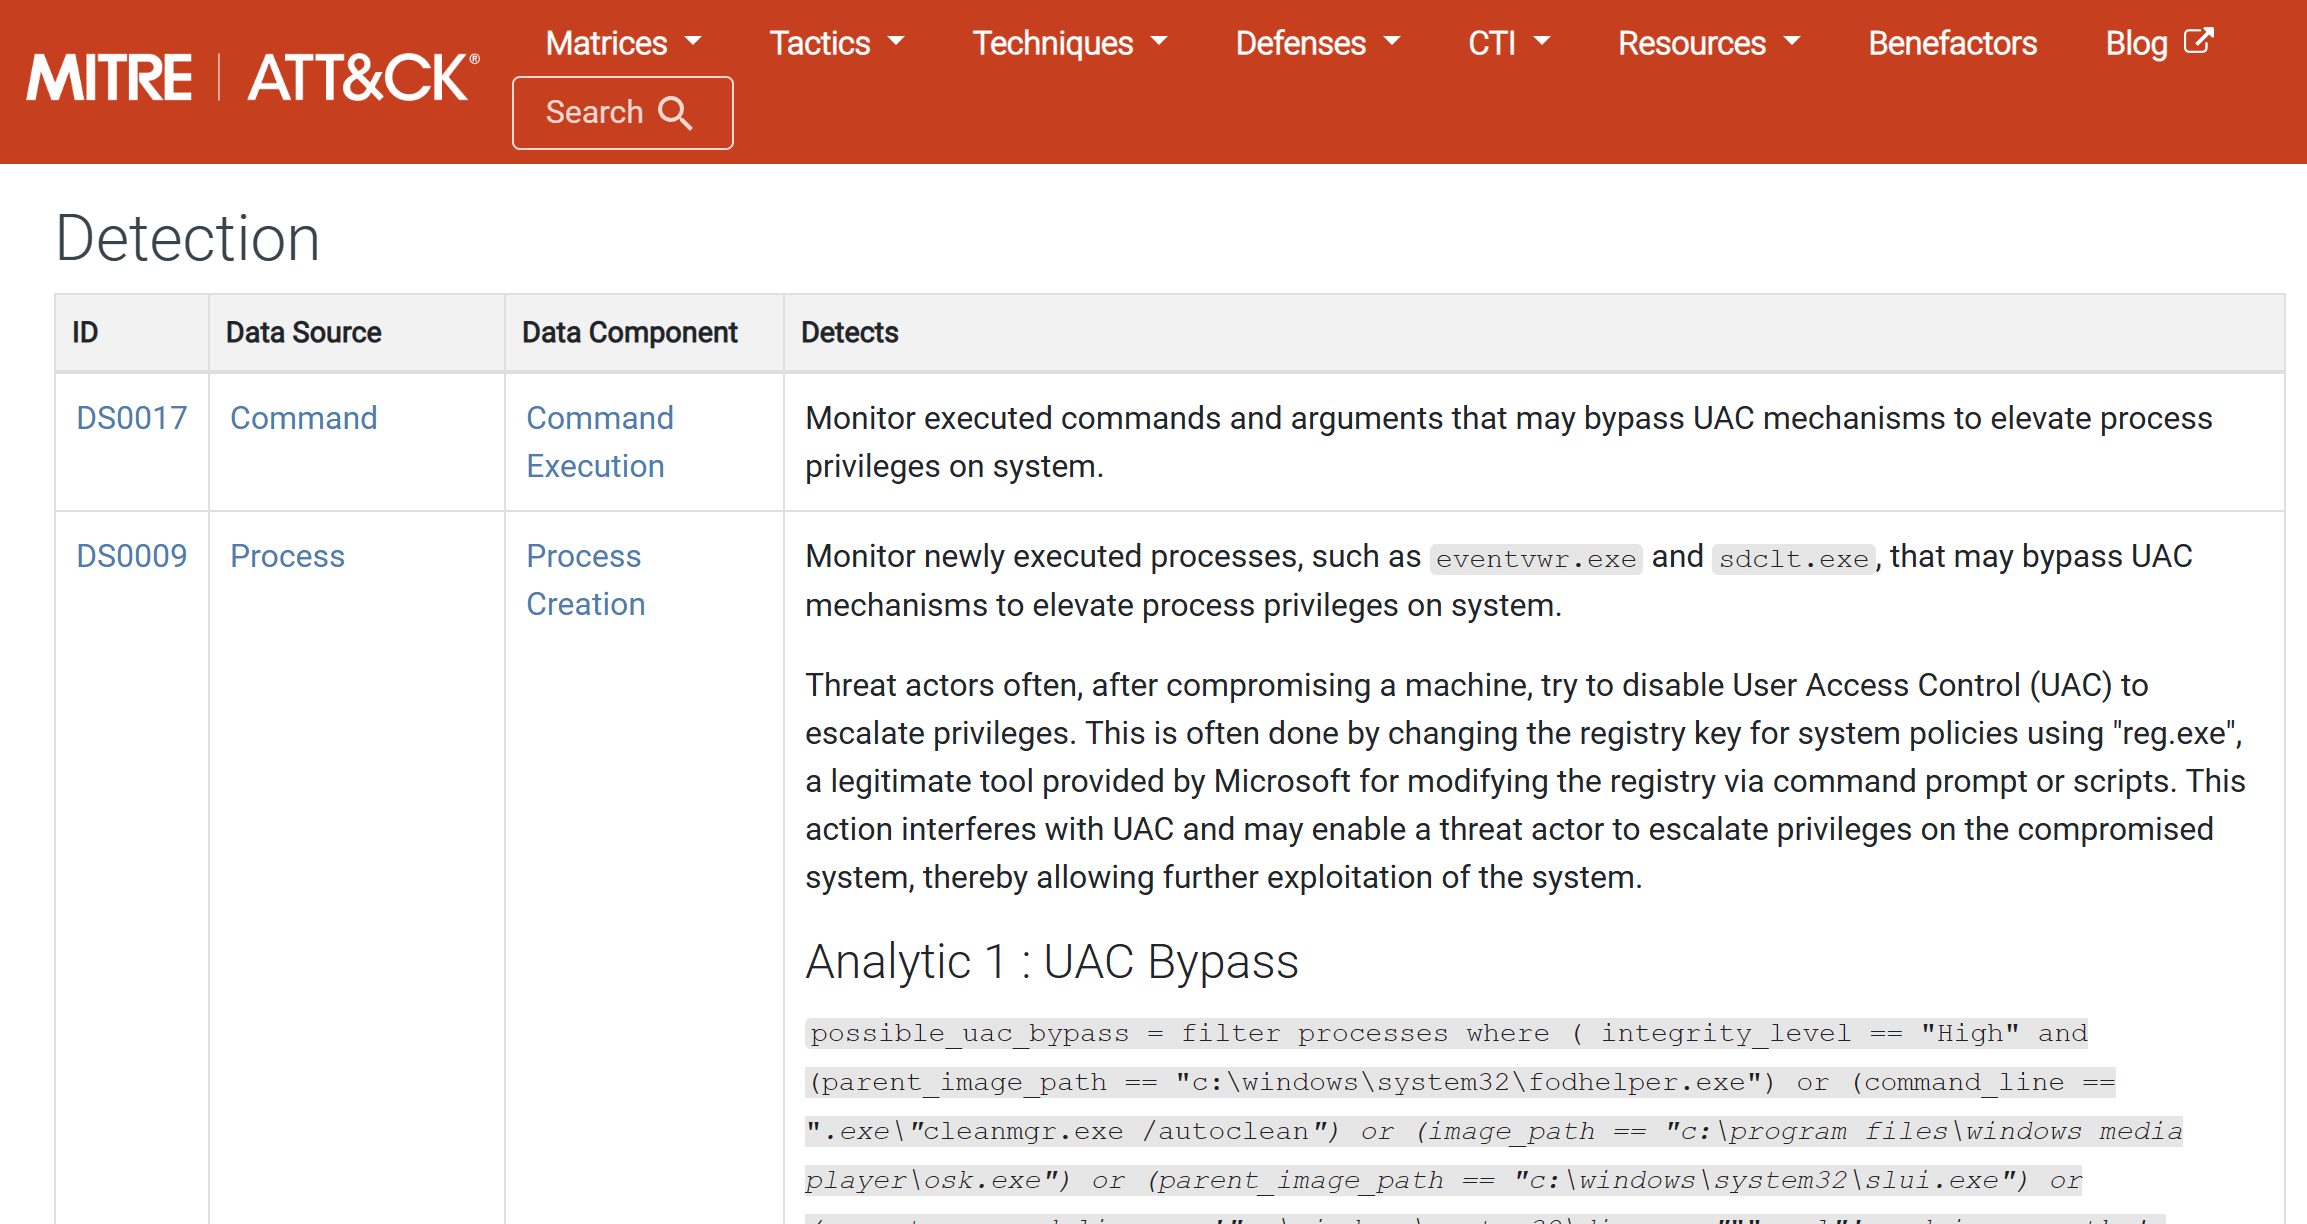 MITRE | ATT&CK®
Matrices Tactics Techniques Defenses CTI Resources Benefactors Blog
Search
Detection
ID Data Source Data Component Detects
DS0017 Command Command Monitor executed commands and arguments that may bypass UAC mechanisms to elevate process
Execution privileges on system.
DS0009 Process Process Monitor newly executed processes, such as eventvwr.exe and sdclt.exe, that may bypass UAC
Creation mechanisms to elevate process privileges on system.
Threat actors often, after compromising a machine, try to disable User Access Control (UAC) to
escalate privileges. This is often done by changing the registry key for system policies using "reg.exe",
a legitimate tool provided by Microsoft for modifying the registry via command prompt or scripts. This
action interferes with UAC and may enable a threat actor to escalate privileges on the compromised
system, thereby allowing further exploitation of the system.
Analytic 1 : UAC Bypass
possible_uac_bypass = filter processes where ( integrity_level == "High" and
(parent_image_path == "c:\windows\system32\fodhelper.exe") or (command_line ==
".exe\"cleanmgr.exe /autoclean") or (image_path == "c:\program files\windows media
player\osk.exe") or (parent_image_path == "c:\windows\system32\slui.exe") or